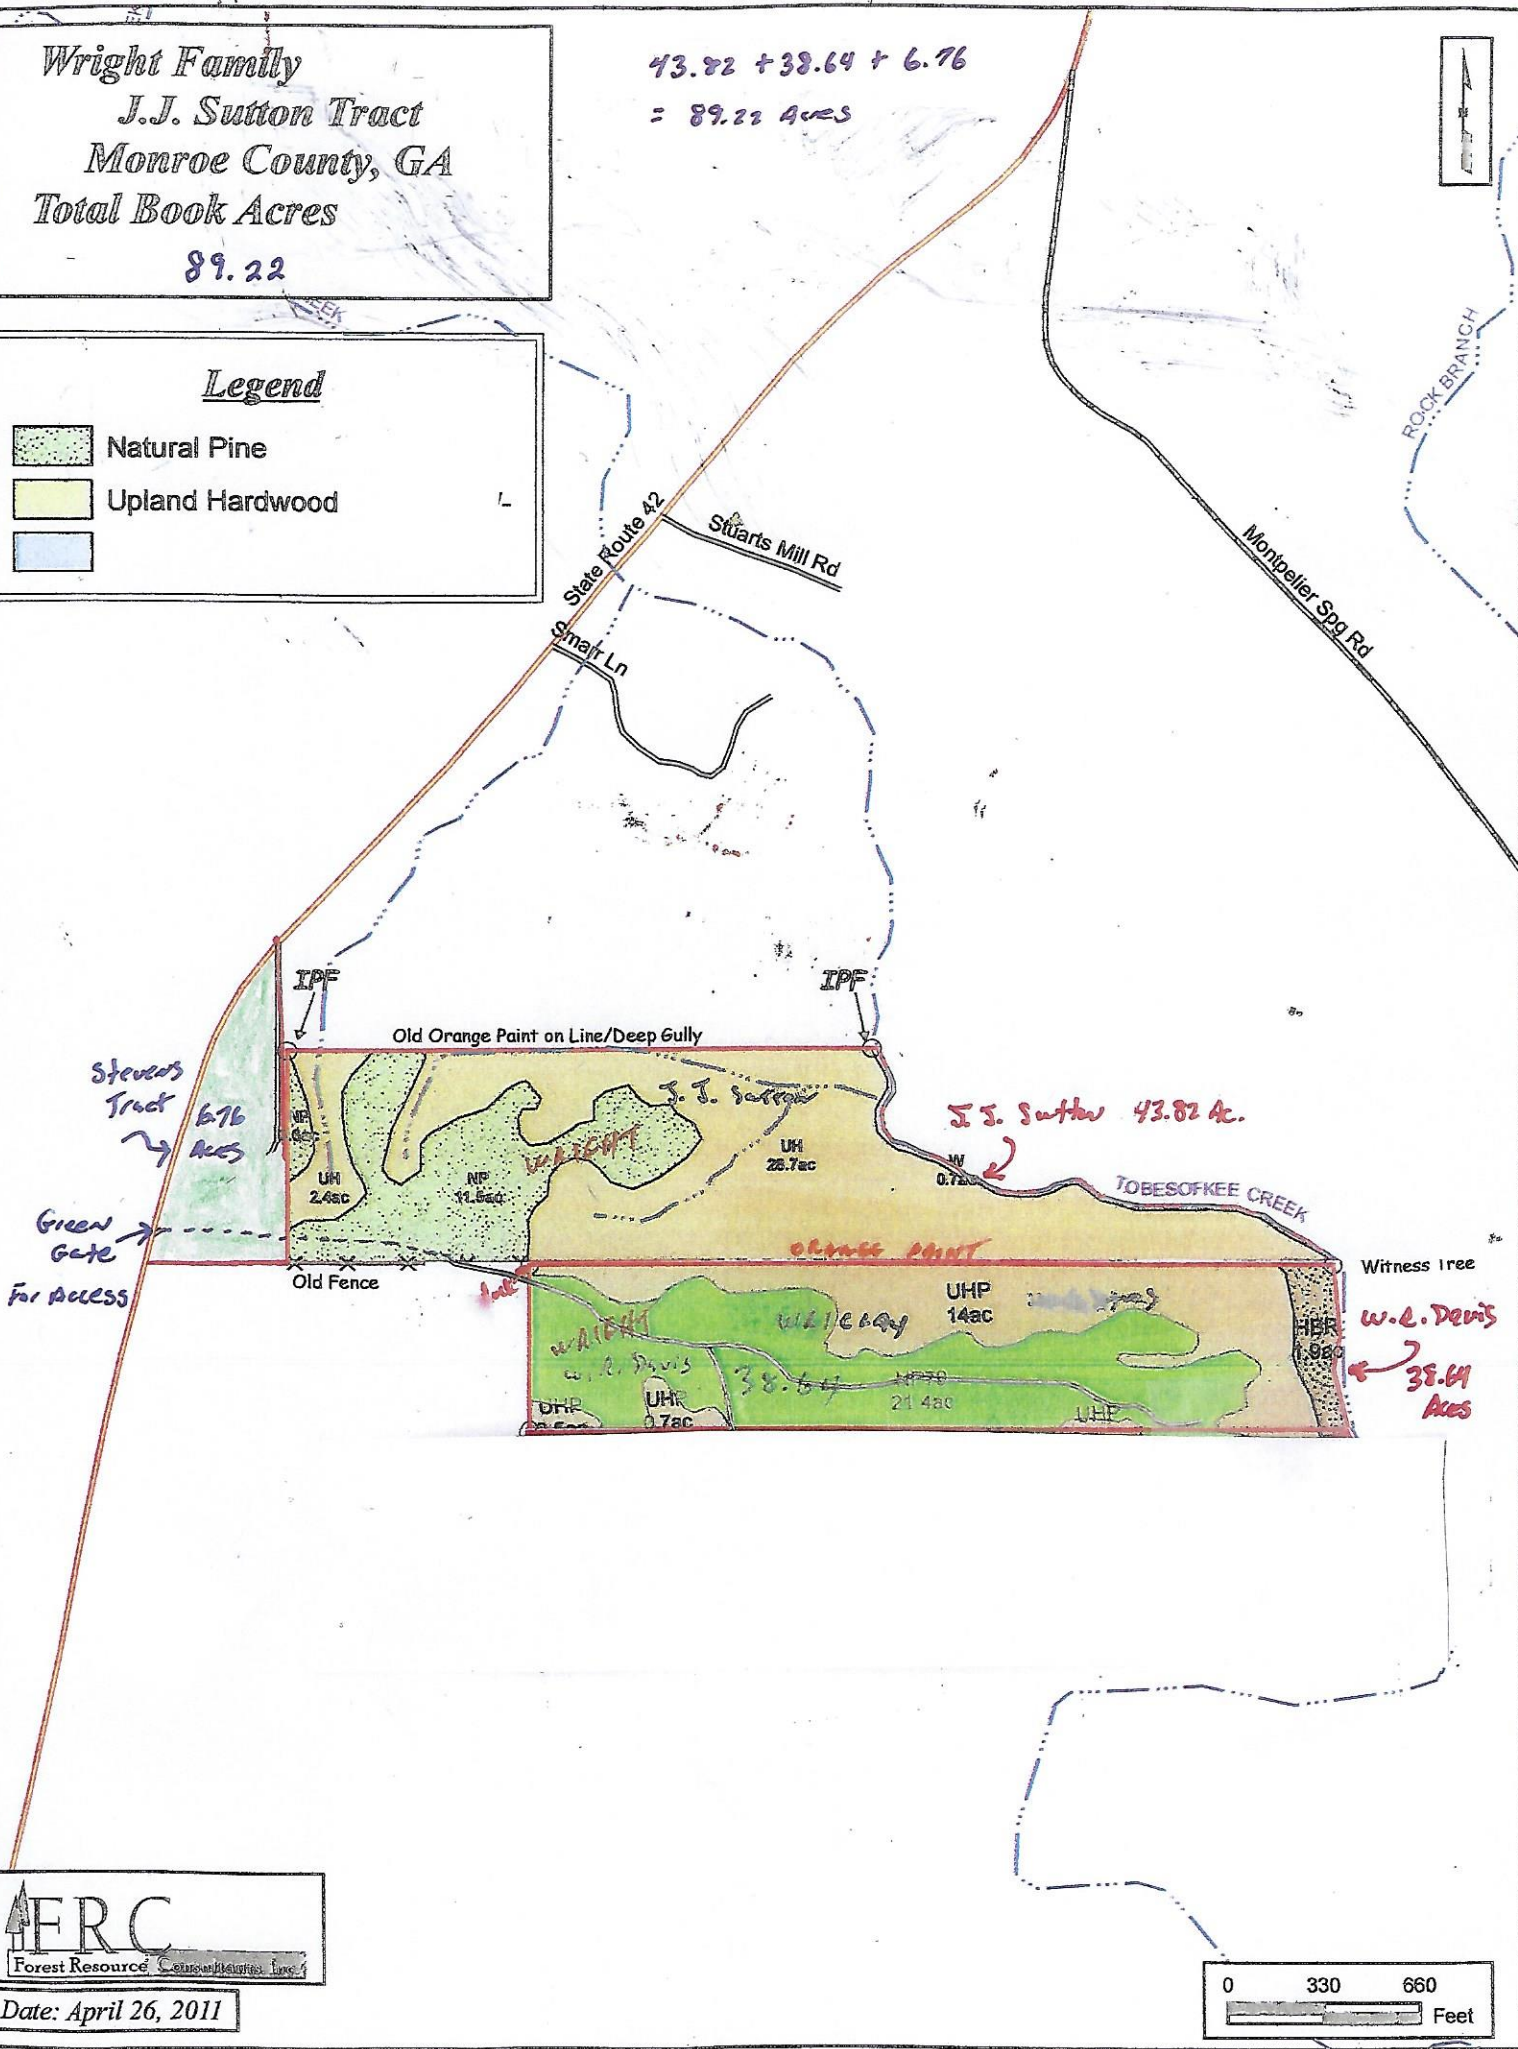 Wright Family
J.J. Sutton Tract
Monroe County, GA
Total Book Acres
89.22
43.82 + 38.64 + 6.76
= 89.22 Acres
Legend
Natural Pine
Upland Hardwood
ROCK BRANCH
State Route 42
Stuarts Mill Rd
Smarr Ln
Montpelier Spg Rd
IPF
IPF
Old Orange Paint on Line/Deep Gully
Stevens
Tract
6.76
Aces
J.J. Sutton
WRIGHT
UH
2.4ac
NP
11.5ac
UH
28.7ac
W
J.J. Sutton 43.82 Ac.
TOBESOFKEE CREEK
Green
Gate
For Access
ORANGE PAINT
Old Fence
Witness Tree
UHP
14ac
WRIGHT
W.R. Davis
38.64
HBR
1.9ac
W.R. Davis
38.64
Aces
UHP
UHP
0.7ac
21.4ac
UHP
FRC
Forest Resource Consultants Inc.
Date: April 26, 2011
0 330 660
Feet